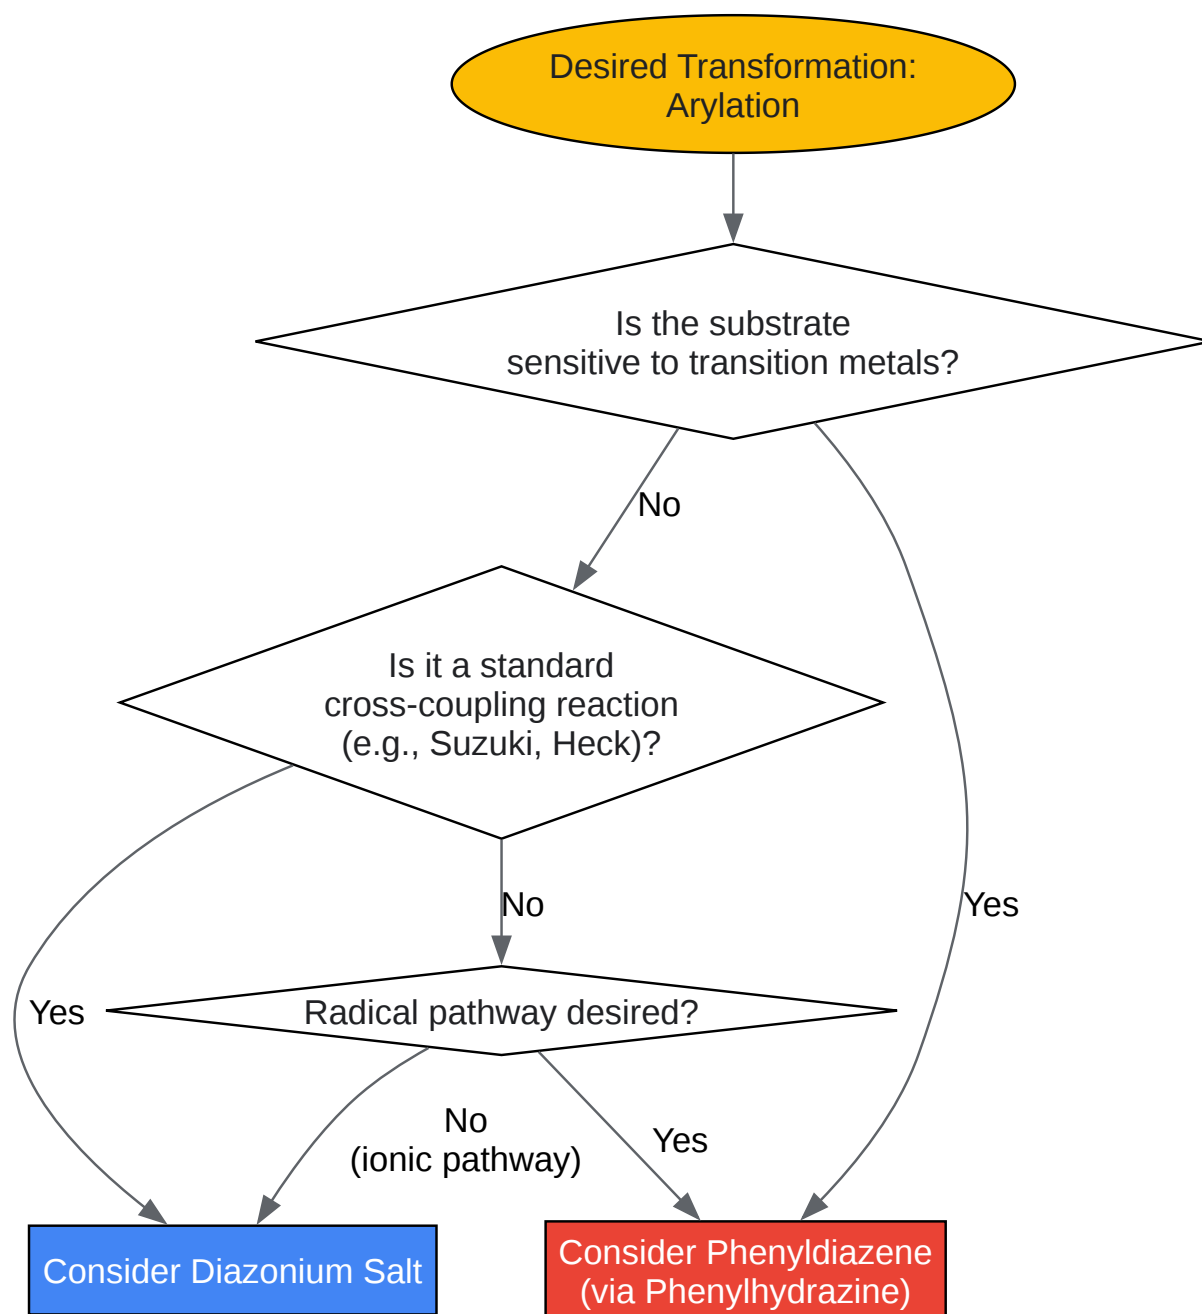 Desired Transformation:
Arylation
Is the substrate
sensitive to transition metals?
No
Is it a standard
cross-coupling reaction
(e.g., Suzuki, Heck)?
No
Yes
Yes
Radical pathway desired?
No
(ionic pathway)
Yes
Consider Diazonium Salt
Consider Phenyldiazene
(via Phenylhydrazine)